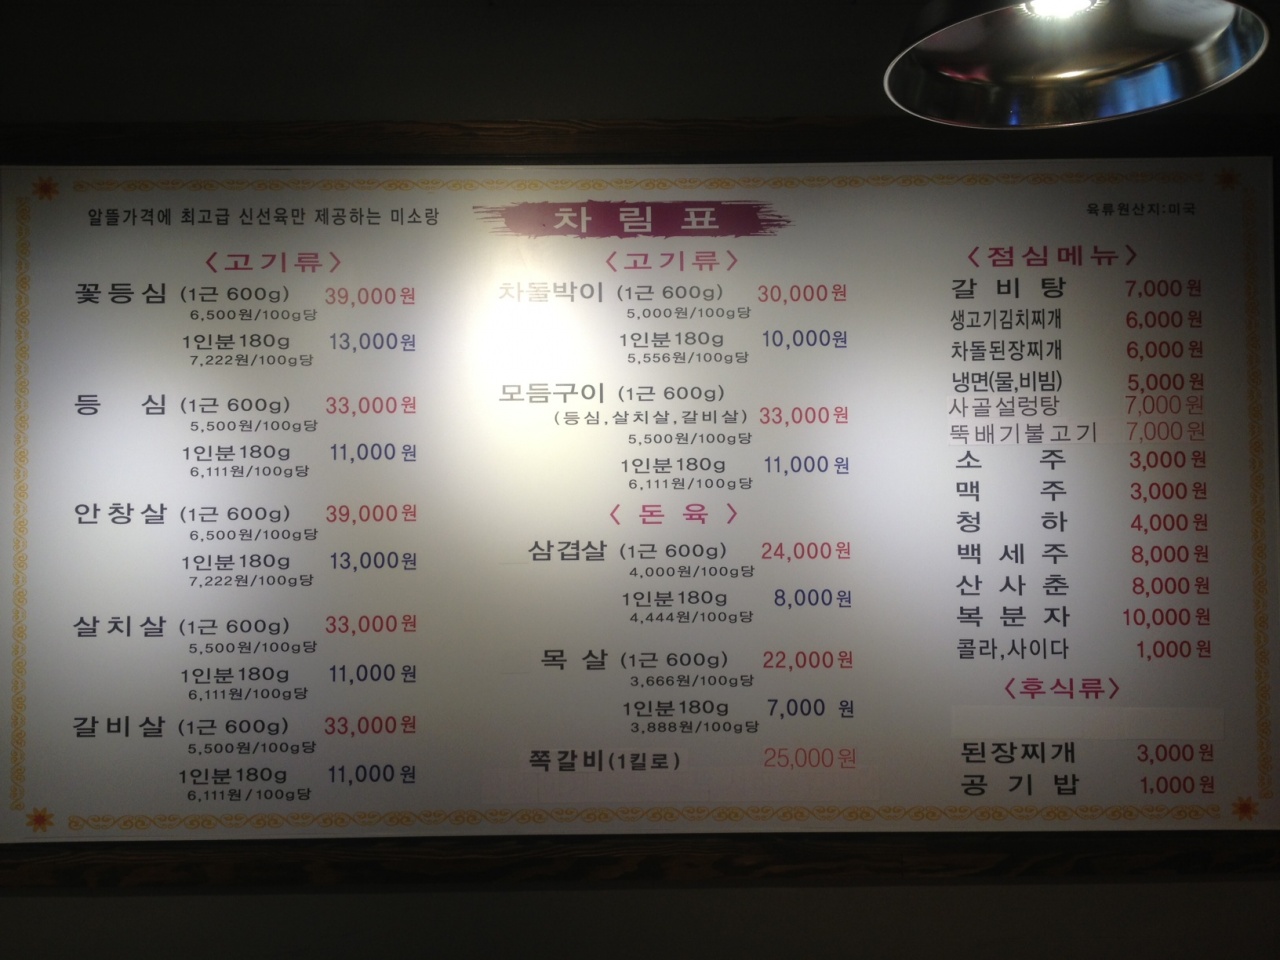 알뜰가격에 최고급 신선육만 제공하는 미소랑
차림표
육류원산지:미국
<고기류>
꽃등심 (1근 600g) 39,000원
6,500원/100g당
1인분180g 13,000원
7,222원/100g당
등 심 (1근 600g) 33,000원
5,500원/100g당
1인분180g 11,000원
6,111원/100g당
안창살 (1근 600g) 39,000원
6,500원/100g당
1인분180g 13,000원
7,222원/100g당
살치살 (1근 600g) 33,000원
5,500원/100g당
1인분180g 11,000원
6,111원/100g당
갈비살 (1근 600g) 33,000원
5,500원/100g당
1인분180g 11,000원
6,111원/100g당
<고기류>
차돌박이 (1근 600g) 30,000원
5,000원/100g당
1인분180g 10,000원
5,556원/100g당
모듬구이 (1근 600g)
(등심,살치살,갈비살) 33,000원
5,500원/100g당
1인분180g 11,000원
6,111원/100g당
<돈육>
삼겹살 (1근 600g) 24,000원
4,000원/100g당
1인분180g 8,000원
4,444원/100g당
목 살 (1근 600g) 22,000원
3,666원/100g당
1인분180g 7,000 원
3,888원/100g당
쪽갈비(1킬로) 25,000원
<점심메뉴>
갈 비 탕 7,000원
생고기김치찌개 6,000원
차돌된장찌개 6,000원
냉면(물,비빔) 5,000원
사골설렁탕 7,000원
뚝배기불고기 7,000원
소 주 3,000원
맥 주 3,000원
청 하 4,000원
백 세 주 8,000원
산 사 춘 8,000원
복 분 자 10,000원
콜라,사이다 1,000원
<후식류>
된장찌개 3,000원
공 기 밥 1,000원